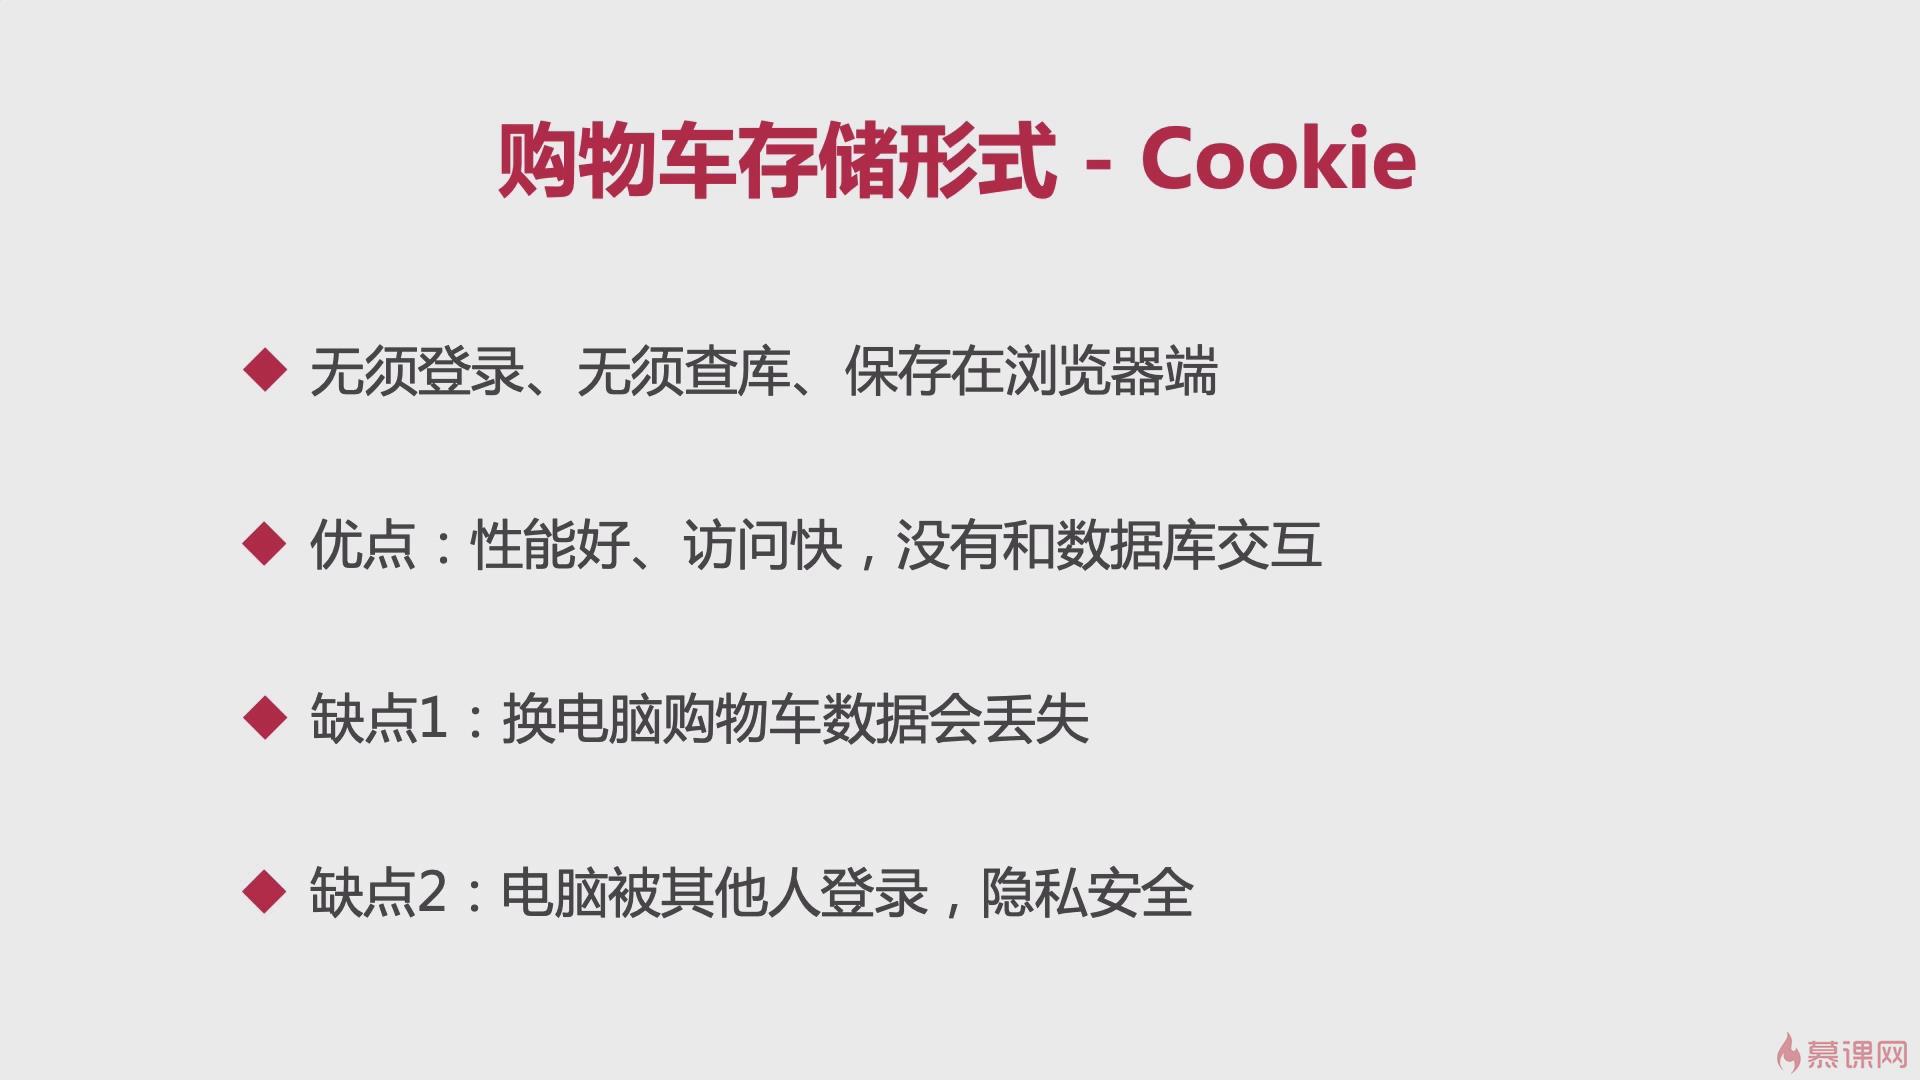 购物车存储形式 - Cookie
无须登录、无须查库、保存在浏览器端
优点：性能好、访问快，没有和数据库交互
缺点1：换电脑购物车数据会丢失
缺点2：电脑被其他人登录，隐私安全
慕课网